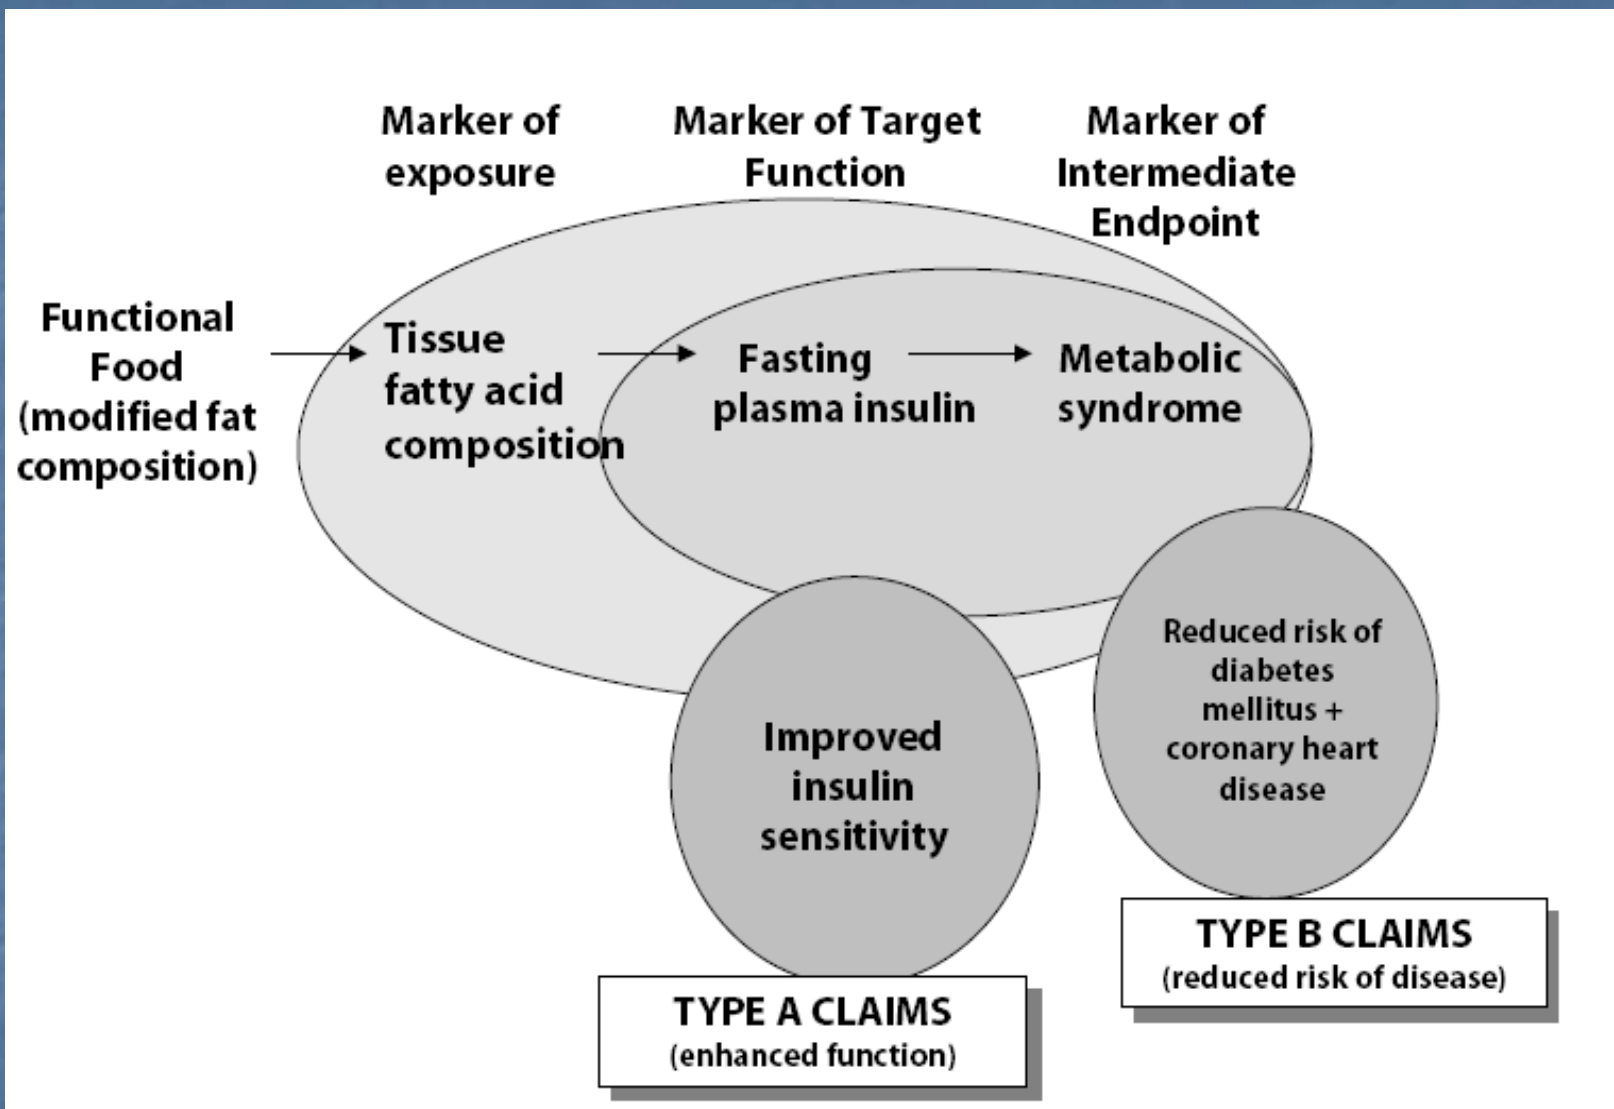 Marker of
exposure
Marker of Target
Function
Marker of
Intermediate
Endpoint
Functional
Food
(modified fat
composition)
Tissue
fatty acid
composition
Fasting
plasma insulin
Metabolic
syndrome
Improved
insulin
sensitivity
Reduced risk of
diabetes
mellitus +
coronary heart
disease
TYPE A CLAIMS
(enhanced function)
TYPE B CLAIMS
(reduced risk of disease)